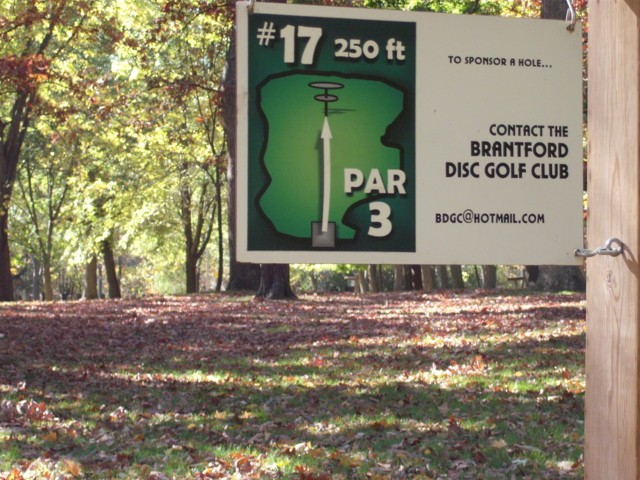 #17 250 ft
PAR
3
TO SPONSOR A HOLE...
CONTACT THE
BRANTFORD
DISC GOLF CLUB
BDGC@HOTMAIL.COM